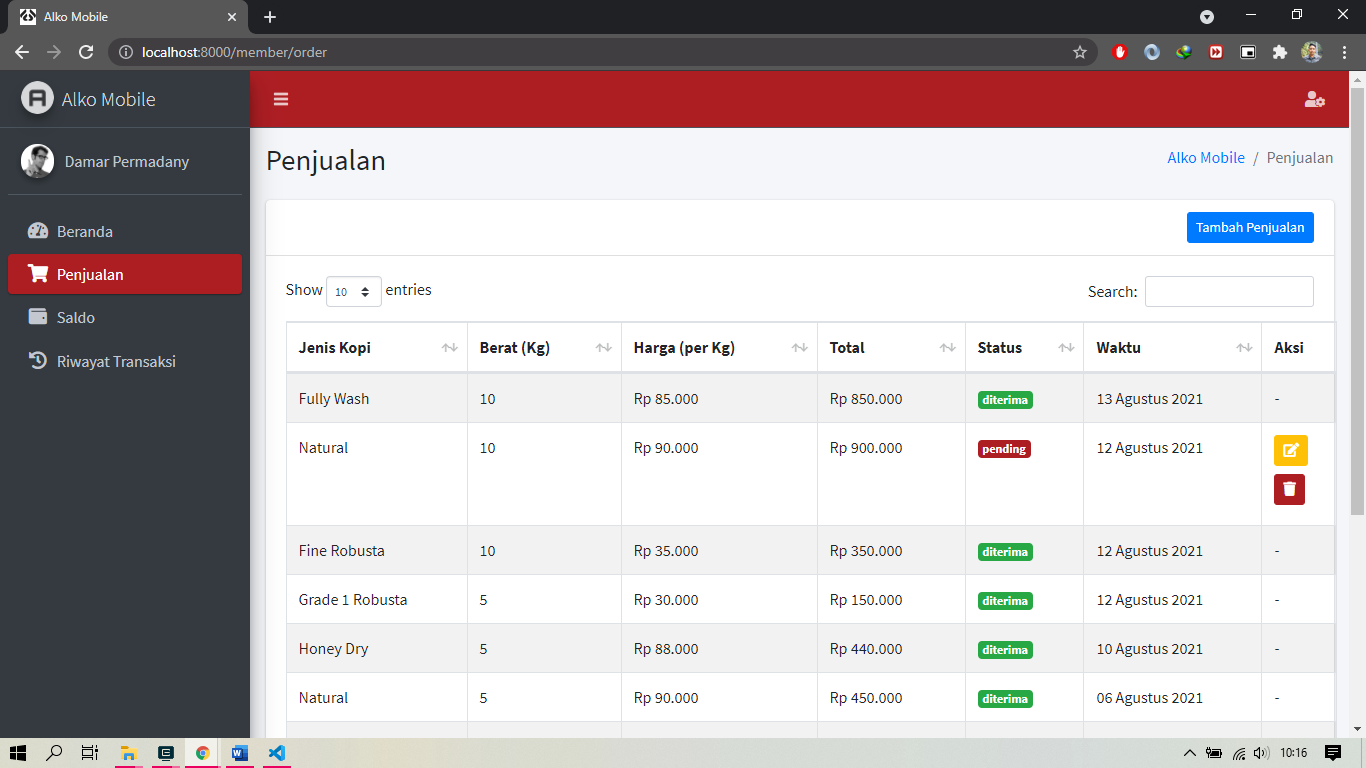 Alko Mobile
localhost:8000/member/order
Alko Mobile
Damar Permadany
Beranda
Penjualan
Saldo
Riwayat Transaksi
Penjualan
Alko Mobile / Penjualan
Tambah Penjualan
Show 10 entries
Search:
Jenis Kopi Berat (Kg) Harga (per Kg) Total Status Waktu Aksi
Fully Wash 10 Rp 85.000 Rp 850.000 diterima 13 Agustus 2021 -
Natural 10 Rp 90.000 Rp 900.000 pending 12 Agustus 2021
Fine Robusta 10 Rp 35.000 Rp 350.000 diterima 12 Agustus 2021 -
Grade 1 Robusta 5 Rp 30.000 Rp 150.000 diterima 12 Agustus 2021 -
Honey Dry 5 Rp 88.000 Rp 440.000 diterima 10 Agustus 2021 -
Natural 5 Rp 90.000 Rp 450.000 diterima 06 Agustus 2021 -
10:16